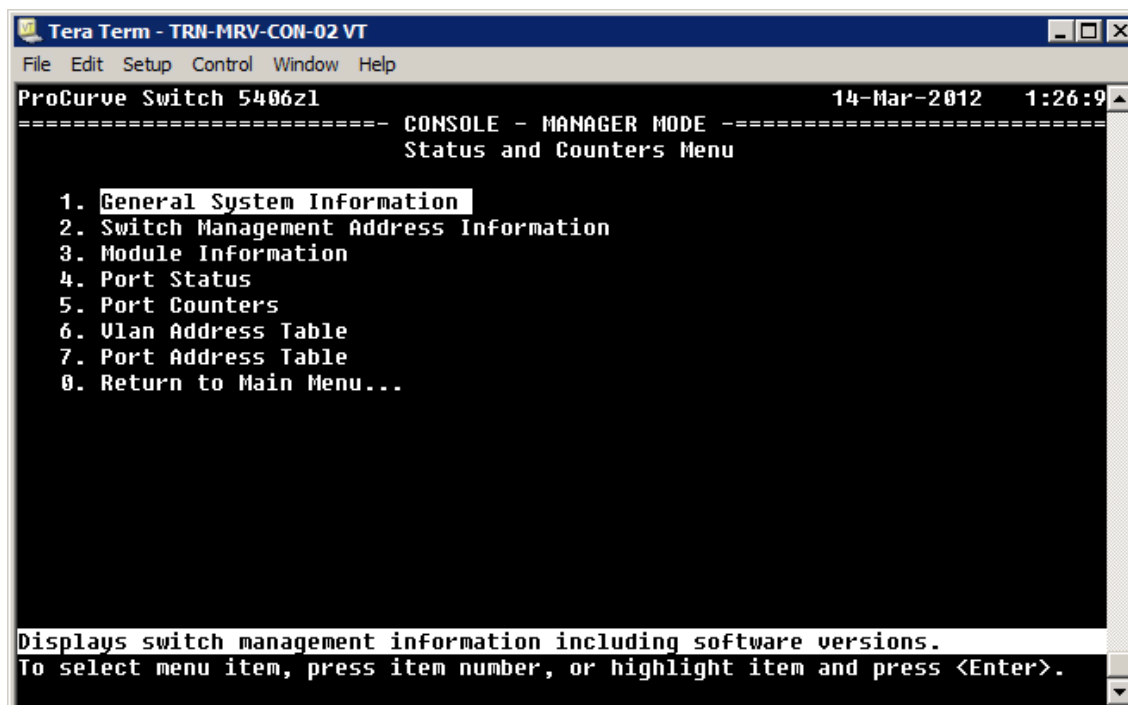 Tera Term - TRN-MRV-CON-02 VT
File Edit Setup Control Window Help
ProCurve Switch 5406zl 14-Mar-2012 1:26:9
==========================- CONSOLE - MANAGER MODE -===========================
Status and Counters Menu
1. General System Information
2. Switch Management Address Information
3. Module Information
4. Port Status
5. Port Counters
6. Vlan Address Table
7. Port Address Table
0. Return to Main Menu...
Displays switch management information including software versions.
To select menu item, press item number, or highlight item and press <Enter>.